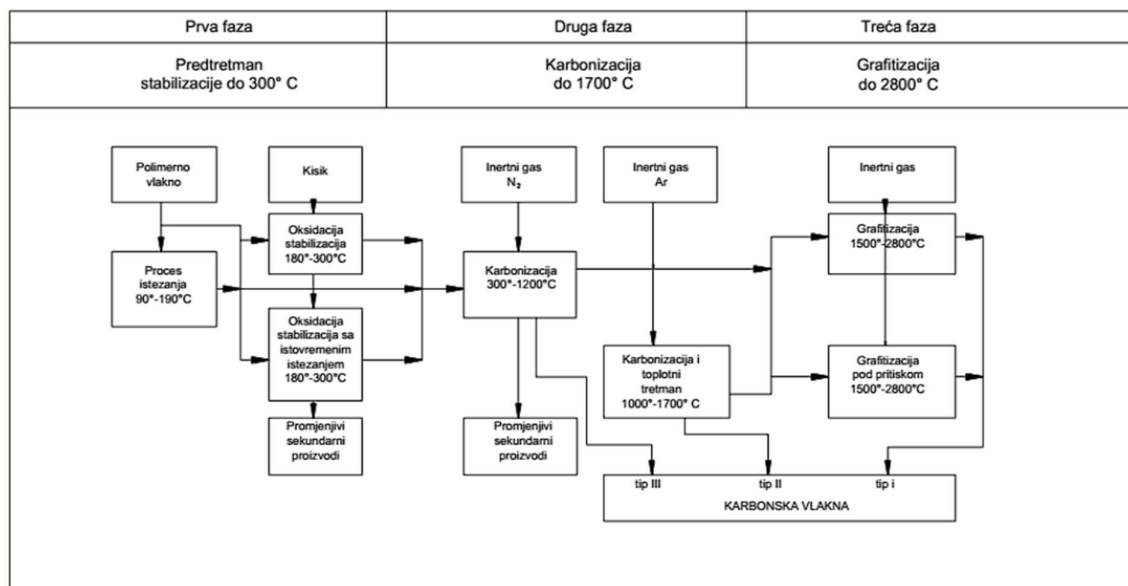 Prva faza
Druga faza
Treća faza
Predtretman
stabilizacije do 300° C
Karbonizacija
do 1700° C
Grafitizacija
do 2800° C
Polimerno
vlakno
Kisik
Inertni gas
N₂
Inertni gas
Ar
Inertni gas
Oksidacija
stabilizacija
180°-300°C
Grafitizacija
1500°-2800°C
Proces
istezanja
90°-190°C
Karbonizacija
300°-1200°C
Oksidacija
stabilizacija sa
istovremenim
istezanjem
180°-300°C
Karbonizacija i
toplotni
tretman
1000°-1700° C
Grafitizacija
pod pritiskom
1500°-2800°C
Promjenjivi
sekundarni
proizvodi
Promjenjivi
sekundarni
proizvodi
tip III
tip II
tip i
KARBONSKA VLAKNA